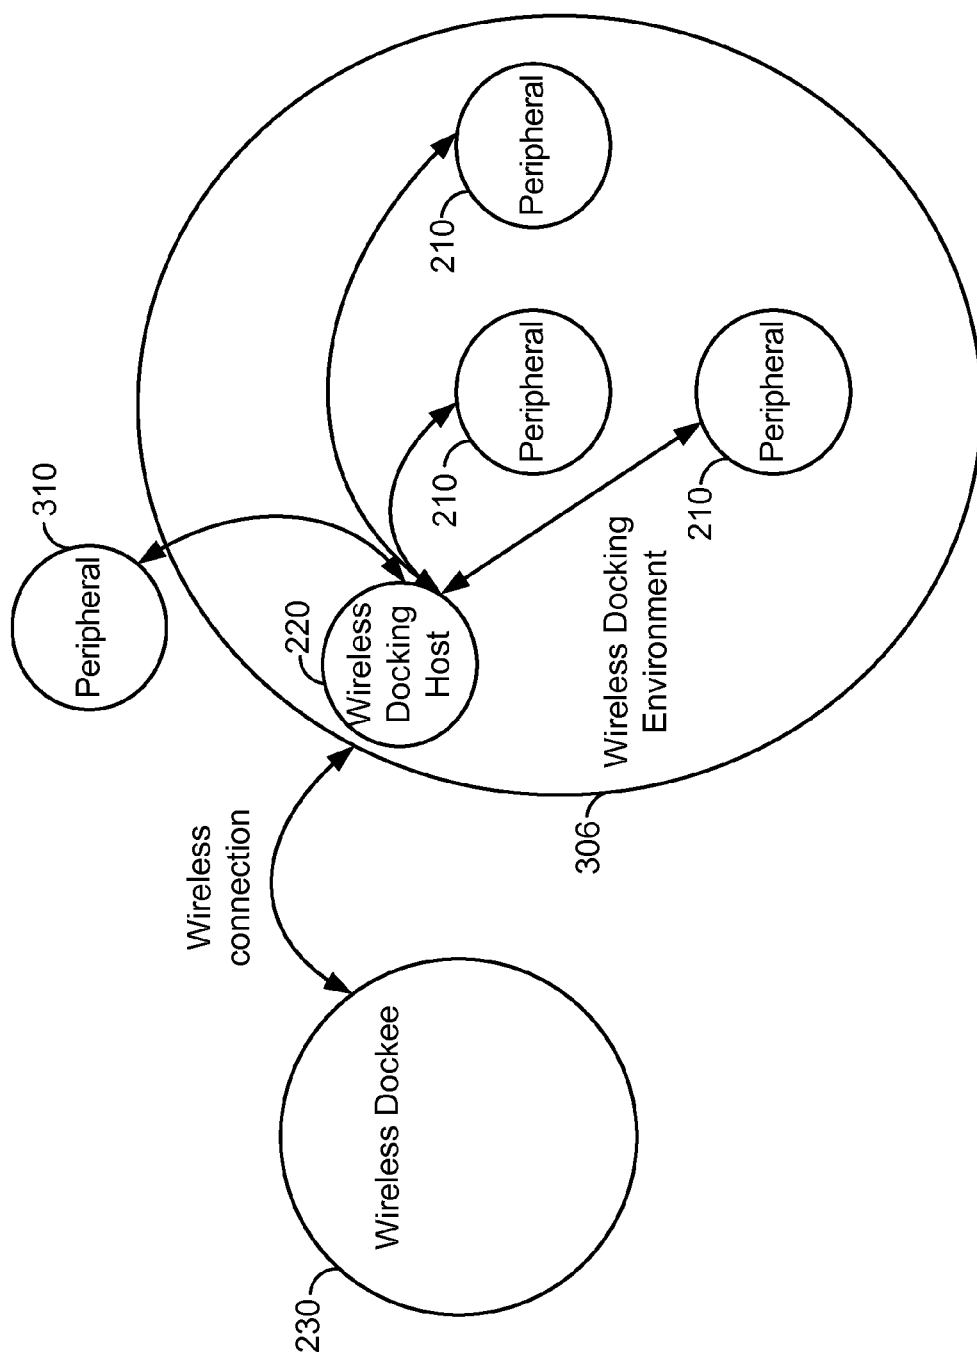 230
Wireless Dockee
Wireless
connection
310
Peripheral
220
Wireless
Docking
Host
210
Peripheral
210
Peripheral
210
Peripheral
Wireless Docking
Environment
306